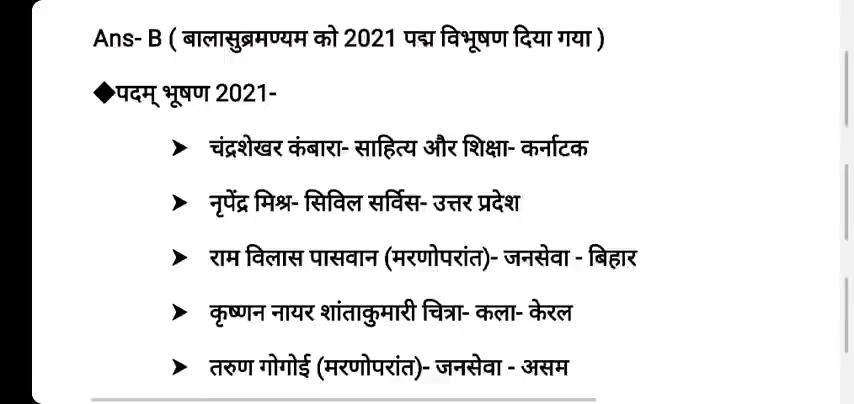 Ans- B ( बालासुब्रमण्यम को 2021 पद्म विभूषण दिया गया )
◆पदम् भूषण 2021-
➤ चंद्रशेखर कंबारा- साहित्य और शिक्षा- कर्नाटक
➤ नृपेंद्र मिश्र- सिविल सर्विस- उत्तर प्रदेश
➤ राम विलास पासवान (मरणोपरांत)- जनसेवा - बिहार
➤ कृष्णन नायर शांताकुमारी चित्रा- कला- केरल
➤ तरुण गोगोई (मरणोपरांत)- जनसेवा - असम